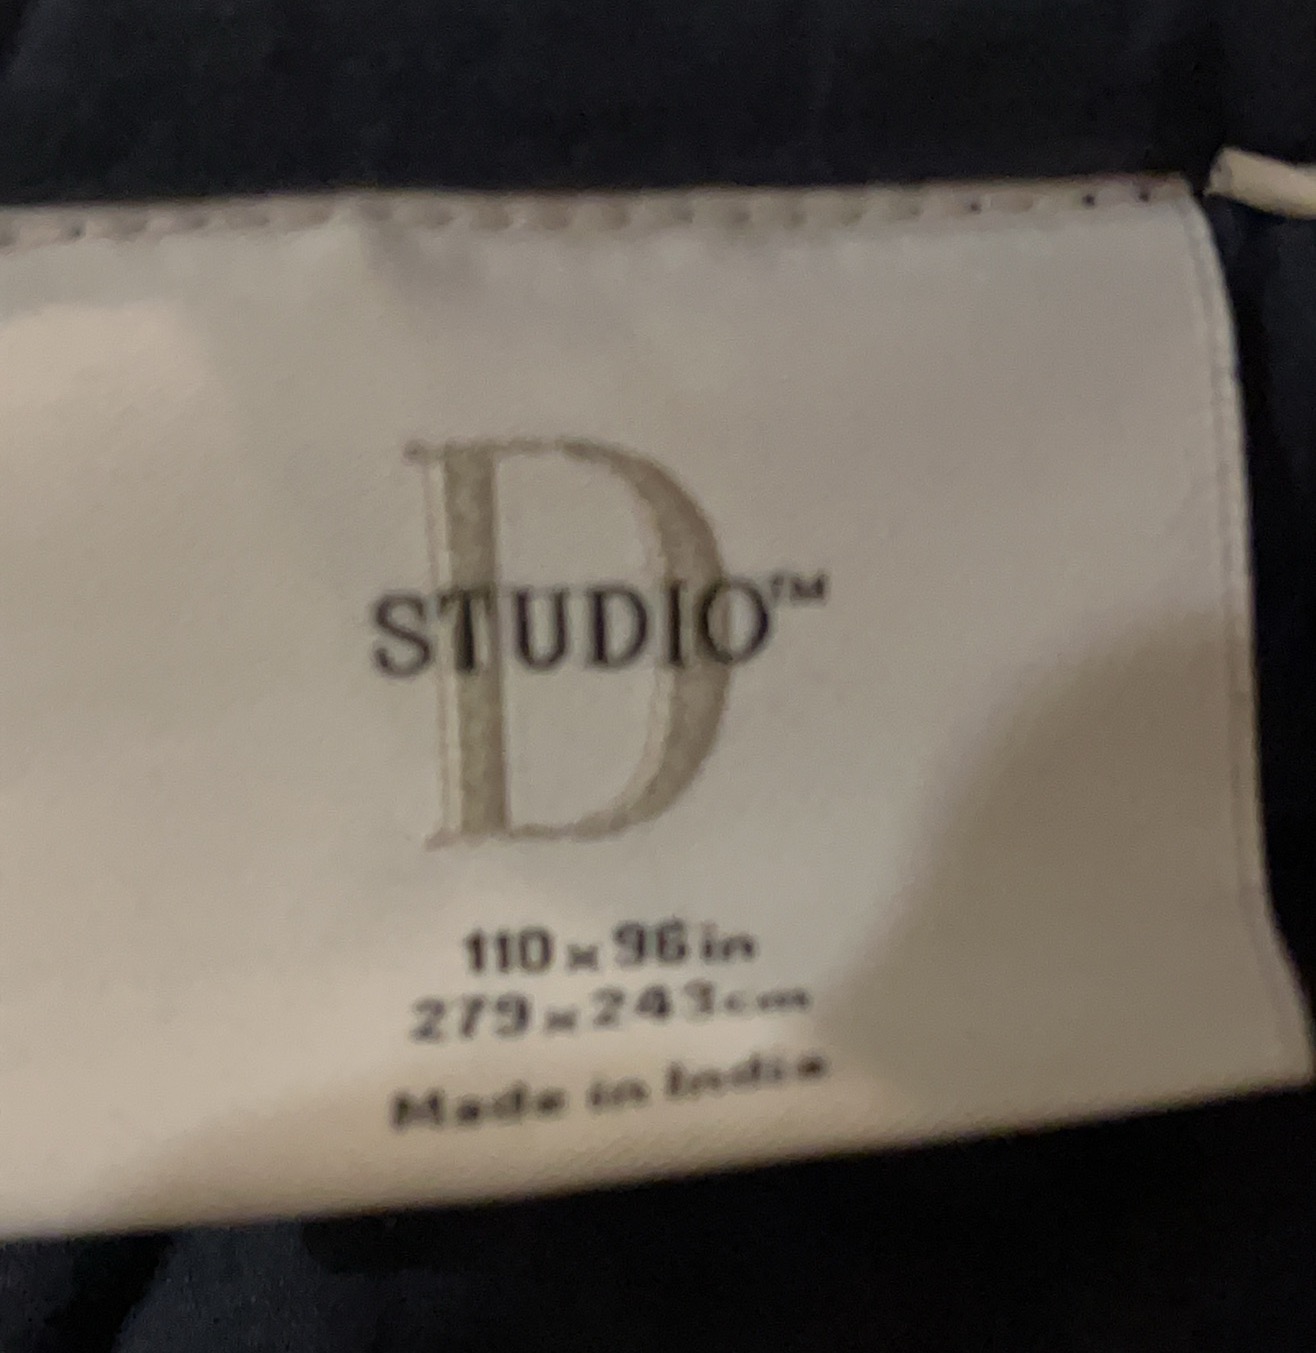 D
STUDIO™
110 x 96 in
279 x 243 cm
Made in India